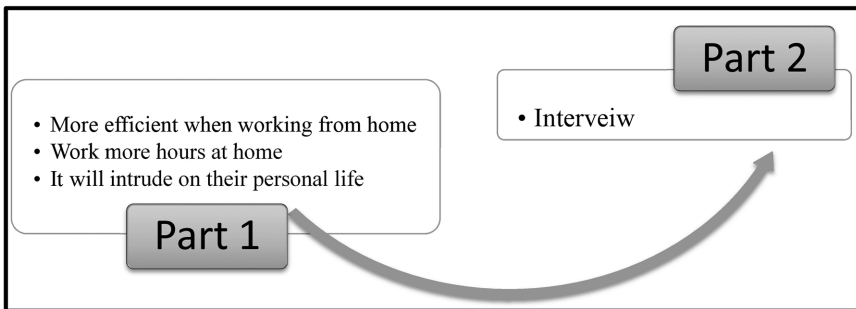 • More efficient when working from home
• Work more hours at home
• It will intrude on their personal life
Part 1
Part 2
• Interveiw